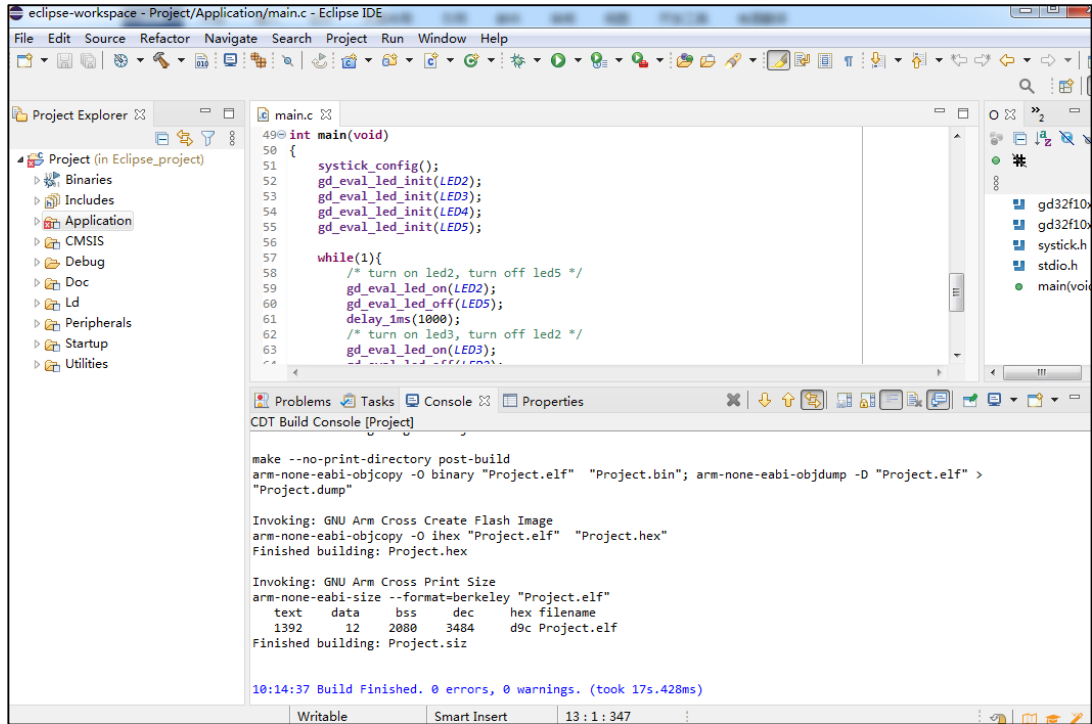 eclipse-workspace - Project/Application/main.c - Eclipse IDE
File Edit Source Refactor Navigate Search Project Run Window Help
Project Explorer
Project (in Eclipse_project)
Binaries
Includes
Application
CMSIS
Debug
Doc
Ld
Peripherals
Startup
Utilities
main.c
49 int main(void)
50 {
51 systick_config();
52 gd_eval_led_init(LED2);
53 gd_eval_led_init(LED3);
54 gd_eval_led_init(LED4);
55 gd_eval_led_init(LED5);
56
57 while(1){
58 /* turn on led2, turn off led5 */
59 gd_eval_led_on(LED2);
60 gd_eval_led_off(LED5);
61 delay_1ms(1000);
62 /* turn on led3, turn off led2 */
63 gd_eval_led_on(LED3);
O
2
gd32f10x
gd32f10x
systick.h
stdio.h
main(void
Problems Tasks Console Properties
CDT Build Console [Project]
make --no-print-directory post-build
arm-none-eabi-objcopy -O binary "Project.elf" "Project.bin"; arm-none-eabi-objdump -D "Project.elf" >
"Project.dump"
Invoking: GNU Arm Cross Create Flash Image
arm-none-eabi-objcopy -O ihex "Project.elf" "Project.hex"
Finished building: Project.hex
Invoking: GNU Arm Cross Print Size
arm-none-eabi-size --format=berkeley "Project.elf"
text data bss dec hex filename
1392 12 2080 3484 d9c Project.elf
Finished building: Project.siz
10:14:37 Build Finished. 0 errors, 0 warnings. (took 17s.428ms)
Writable Smart Insert 13 : 1 : 347